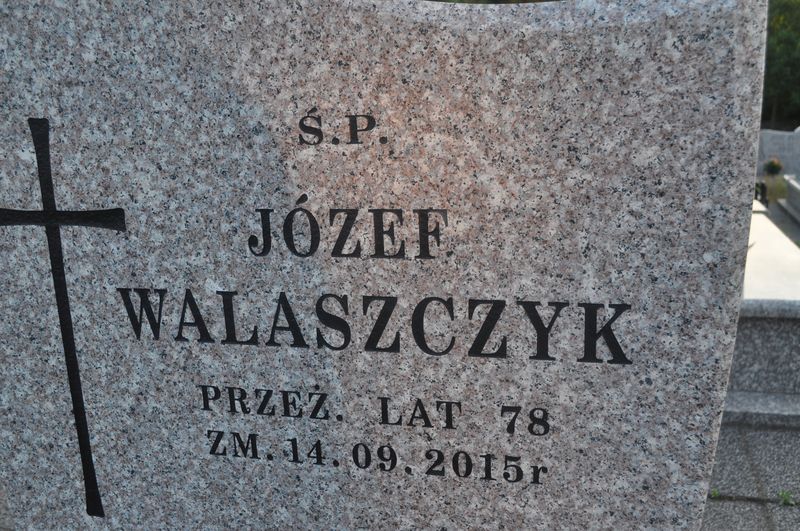 Ś.P.
JÓZEF
WALASZCZYK
PRZEŻ. LAT 78
ZM. 14.09.2015r